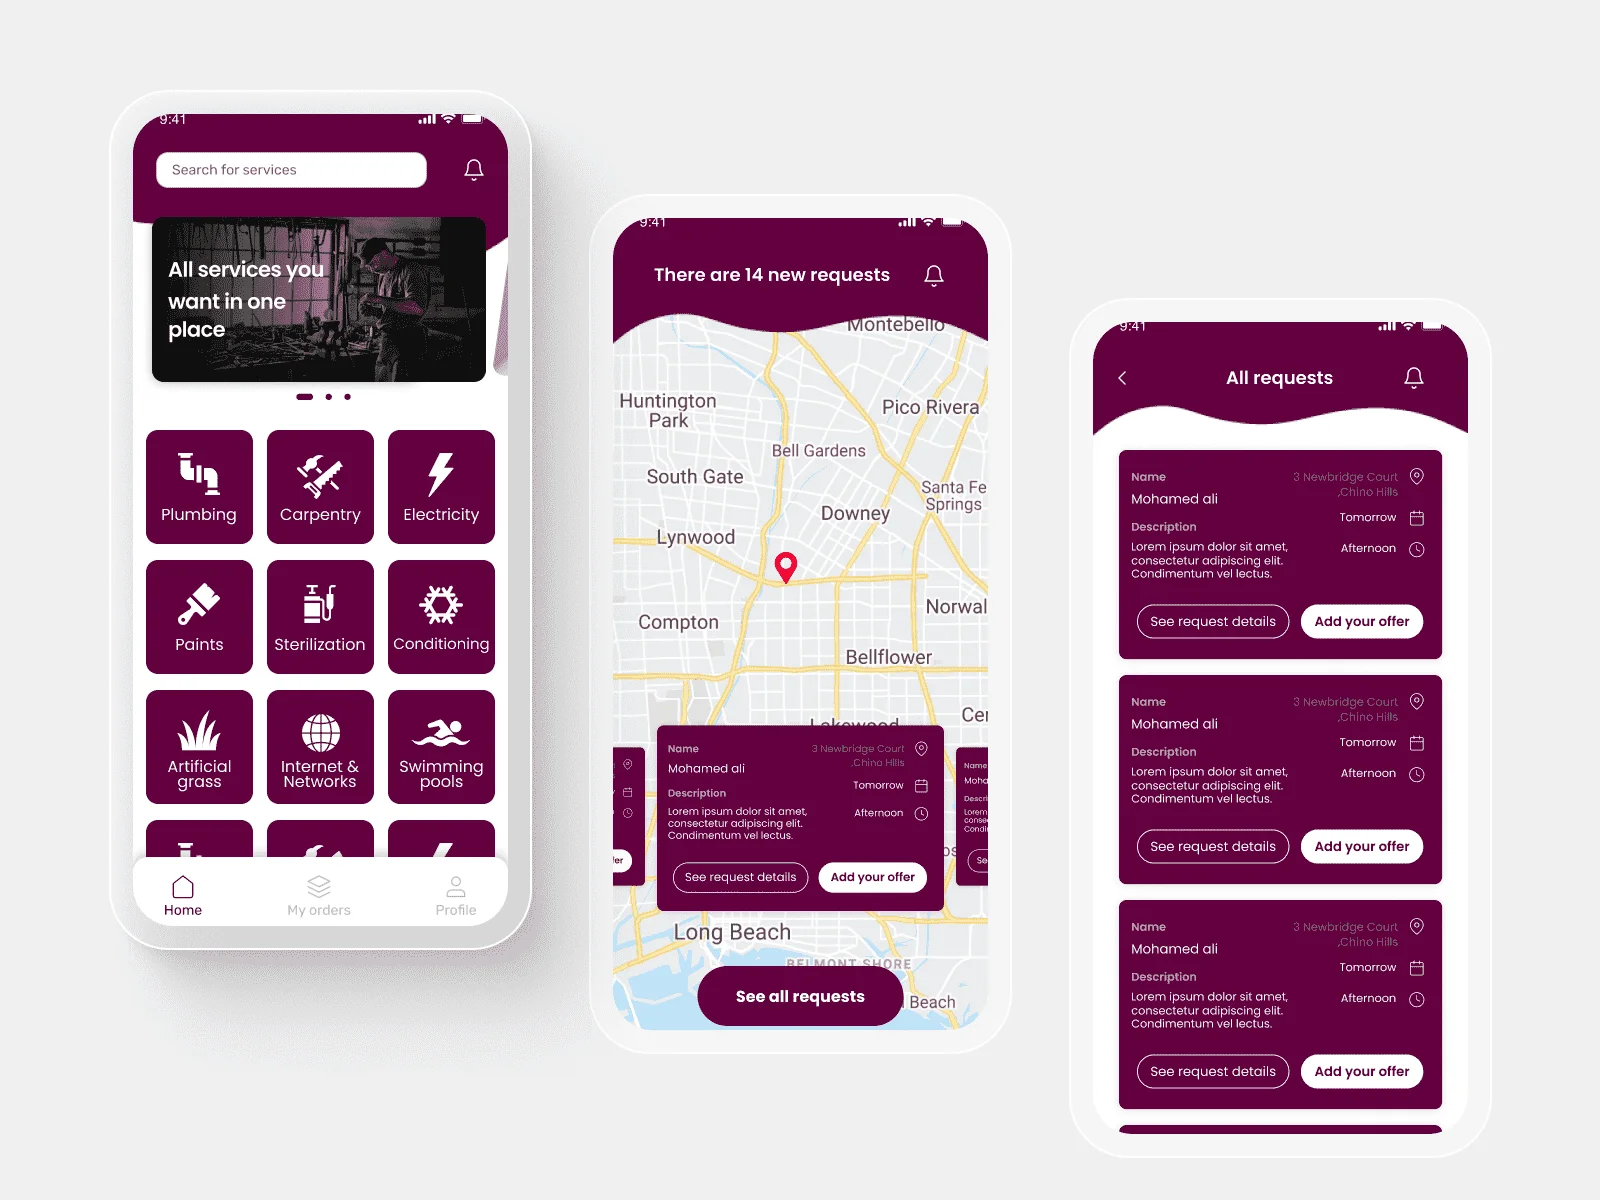 9:41
Search for services
All services you
want in one
place
Plumbing
Carpentry
Electricity
Paints
Sterilization
Conditioning
Artificial
grass
Internet &
Networks
Swimming
pools
Home
My orders
Profile
9:41
There are 14 new requests
Montebello
Huntington
Park
Pico Rivera
Bell Gardens
South Gate
Santa Fe
Springs
Downey
Lynwood
Norwal
Compton
Bellflower
Cer
Lakewood
Name
3 Newbridge Court
,Chino Hills
Mohamed ali
Tomorrow
Description
Afternoon
Lorem ipsum dolor sit amet,
consectetur adipiscing elit.
Condimentum vel lectus.
See request details
Add your offer
fer
Name
Moha
Descri
Lorem
conse
Condi
Se
os
Long Beach
BELMONT SHORE
Beach
See all requests
9:41
All requests
Name
3 Newbridge Court
,Chino Hills
Mohamed ali
Tomorrow
Description
Afternoon
Lorem ipsum dolor sit amet,
consectetur adipiscing elit.
Condimentum vel lectus.
See request details
Add your offer
Name
3 Newbridge Court
,Chino Hills
Mohamed ali
Tomorrow
Description
Afternoon
Lorem ipsum dolor sit amet,
consectetur adipiscing elit.
Condimentum vel lectus.
See request details
Add your offer
Name
3 Newbridge Court
,Chino Hills
Mohamed ali
Tomorrow
Description
Afternoon
Lorem ipsum dolor sit amet,
consectetur adipiscing elit.
Condimentum vel lectus.
See request details
Add your offer